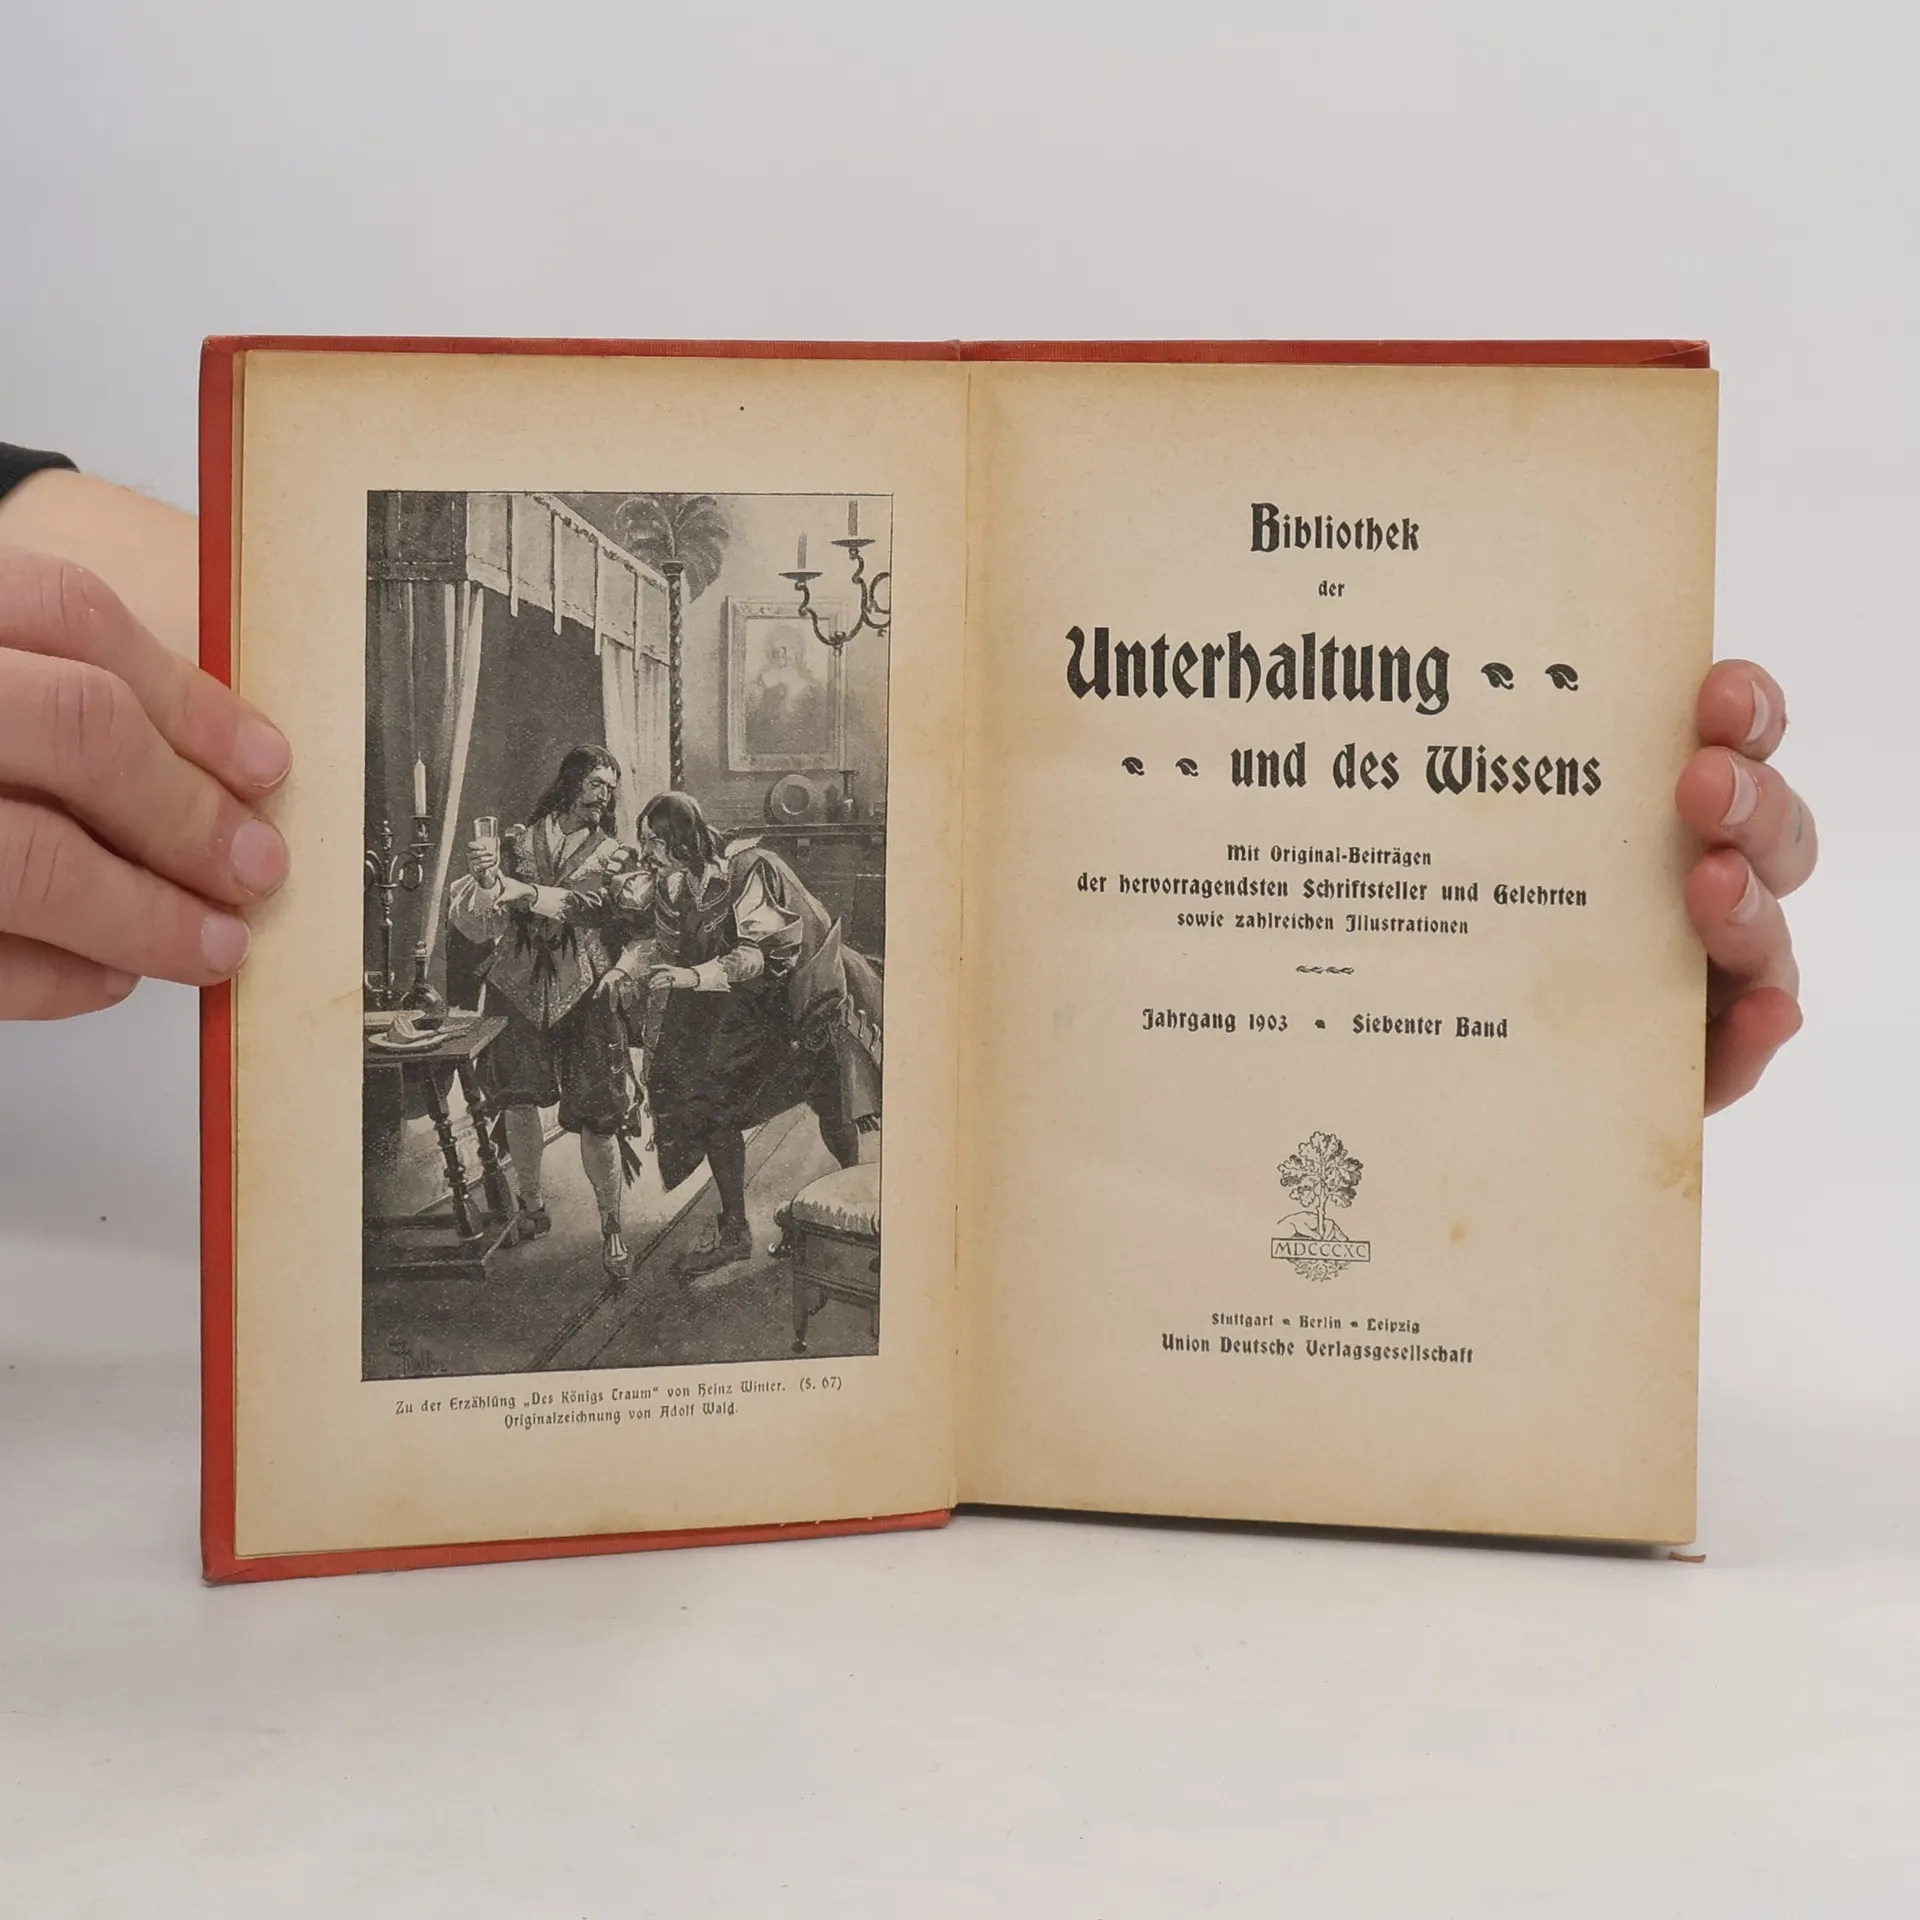 Zu der Erzählung „Des Königs Traum“ von Heinz Winter. (S. 67)
Originalzeichnung von Adolf Wald.
Bibliothek
der
Unterhaltung
und des Wissens
Mit Original-Beiträgen
der hervorragendsten Schriftsteller und Gelehrten
sowie zahlreichen Illustrationen
Jahrgang 1903 • Siebenter Band
MDCCCXC
Stuttgart • Berlin • Leipzig
Union Deutsche Verlagsgesellschaft